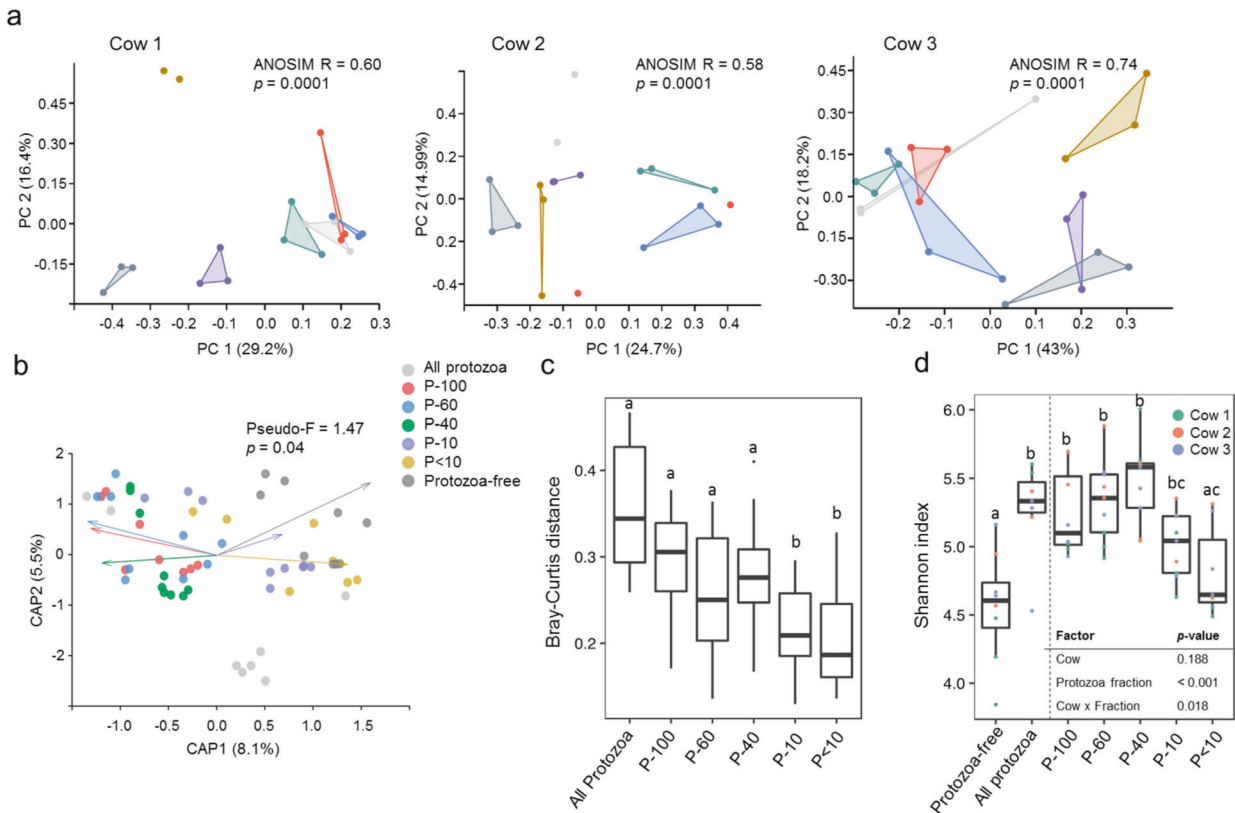 a
Cow 1
ANOSIM R = 0.60
p = 0.0001
0.45
0.30
0.15
0.00
-0.15
PC 2 (16.4%)
-0.4 -0.3 -0.2 -0.1 0.0 0.1 0.2 0.3
PC 1 (29.2%)
Cow 2
ANOSIM R = 0.58
p = 0.0001
0.4
0.2
0.0
0.2
-0.4
PC 2 (14.99%)
-0.4 -0.3 -0.2 -0.1 0.0 0.1 0.2 0.3 0.4
PC 1 (24.7%)
Cow 3
ANOSIM R = 0.74
p = 0.0001
0.45
0.30
0.15
0.00
0.15
-0.30
PC 2 (18.2%)
-0.2 -0.1 0.0 0.1 0.2 0.3
PC 1 (43%)
b
All protozoa
P-100
P-60
P-40
P-10
P<10
Protozoa-free
Pseudo-F = 1.47
p = 0.04
2
1
0
-1
-2
CAP2 (5.5%)
-1.0 -0.5 0.0 0.5 1.0 1.5
CAP1 (8.1%)
c
a a a a b b
0.4
0.3
0.2
Bray-Curtis distance
All Protozoa
P-100
P-60
P-40
P-10
P<10
d
a b b b b bc ac
Cow 1
Cow 2
Cow 3
6.0
5.5
5.0
4.5
4.0
Shannon index
Factor p-value
Cow 0.188
Protozoa fraction < 0.001
Cow x Fraction 0.018
Protozoa-free
All protozoa
P-100
P-60
P-40
P-10
P<10